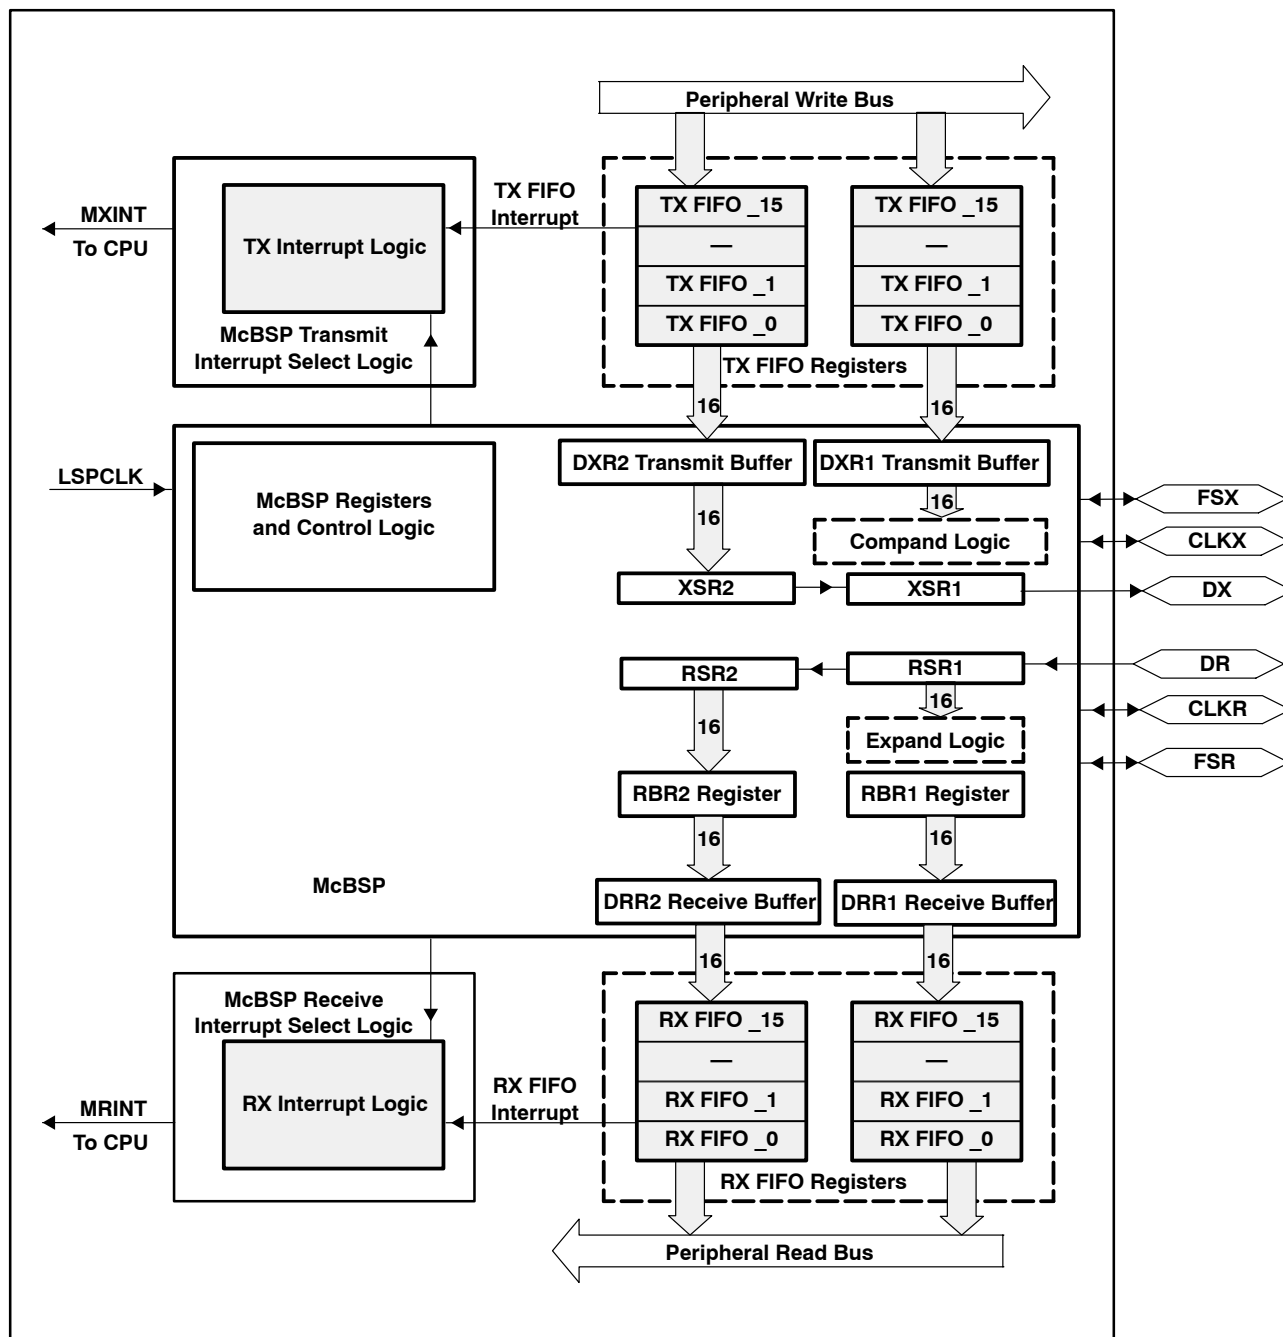 Peripheral Write Bus
TX FIFO
Interrupt
TX FIFO _15
TX FIFO _15
—
—
TX FIFO _1
TX FIFO _1
TX FIFO _0
TX FIFO _0
TX FIFO Registers
MXINT
To CPU
TX Interrupt Logic
McBSP Transmit
Interrupt Select Logic
16
16
LSPCLK
McBSP Registers
and Control Logic
DXR2 Transmit Buffer
DXR1 Transmit Buffer
16
16
Compand Logic
XSR2
XSR1
FSX
CLKX
DX
RSR2
RSR1
DR
16
16
Expand Logic
CLKR
FSR
RBR2 Register
RBR1 Register
16
16
McBSP
DRR2 Receive Buffer
DRR1 Receive Buffer
16
16
McBSP Receive
Interrupt Select Logic
RX Interrupt Logic
MRINT
To CPU
RX FIFO
Interrupt
RX FIFO _15
RX FIFO _15
—
—
RX FIFO _1
RX FIFO _1
RX FIFO _0
RX FIFO _0
RX FIFO Registers
Peripheral Read Bus